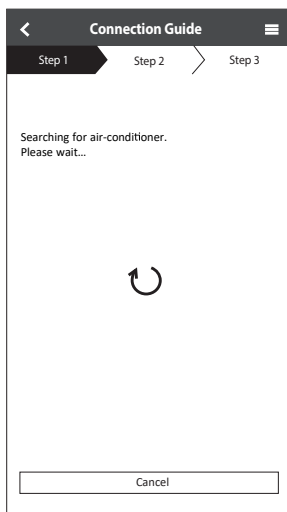 Connection Guide
Step 1
Step 2
Step 3
Searching for air-conditioner.
Please wait...
Cancel